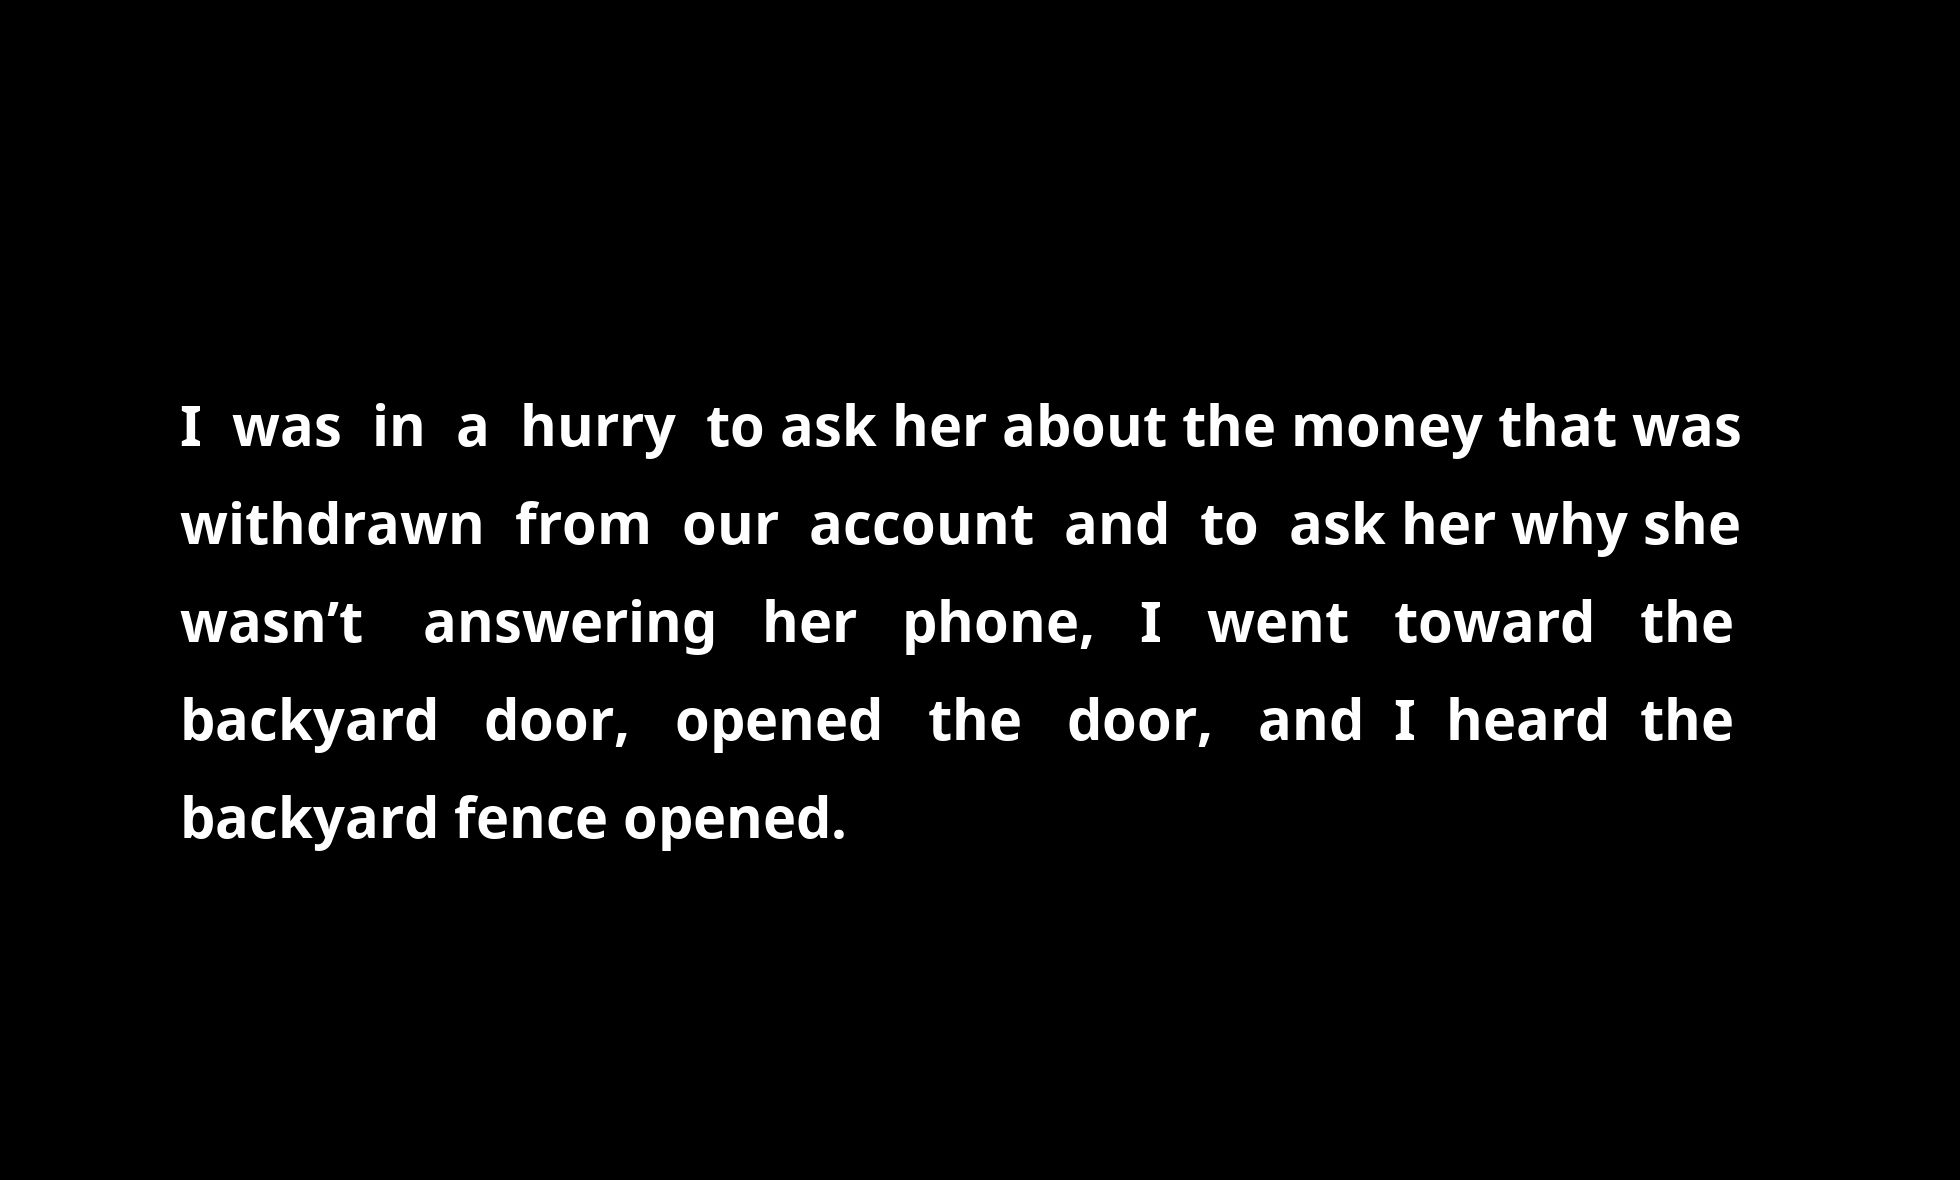 I was in a hurry to ask her about the money that was
withdrawn from our account and to ask her why she
wasn’t answering her phone, I went toward the
backyard door, opened the door, and I heard the
backyard fence opened.